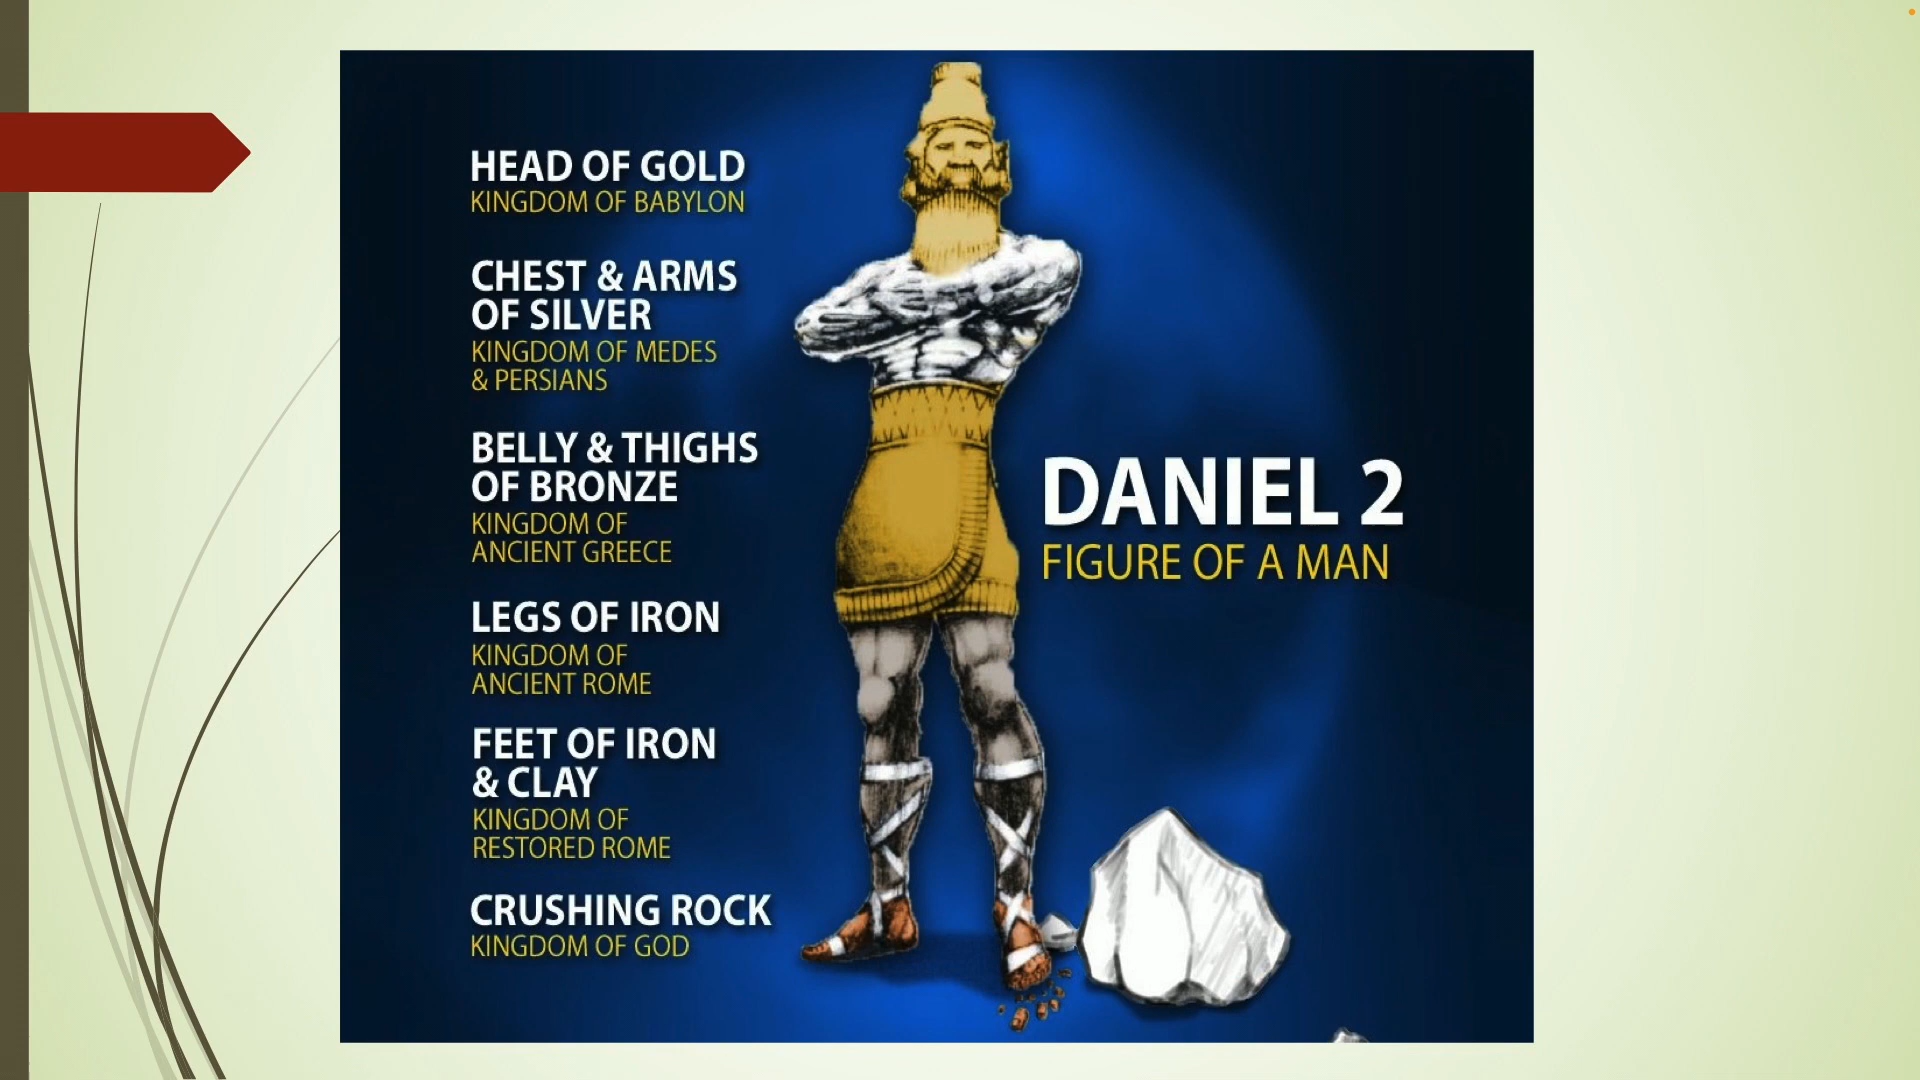 HEAD OF GOLD
KINGDOM OF BABYLON
CHEST & ARMS
OF SILVER
KINGDOM OF MEDES
& PERSIANS
BELLY & THIGHS
OF BRONZE
KINGDOM OF
ANCIENT GREECE
LEGS OF IRON
KINGDOM OF
ANCIENT ROME
FEET OF IRON
& CLAY
KINGDOM OF
RESTORED ROME
CRUSHING ROCK
KINGDOM OF GOD
DANIEL 2
FIGURE OF A MAN